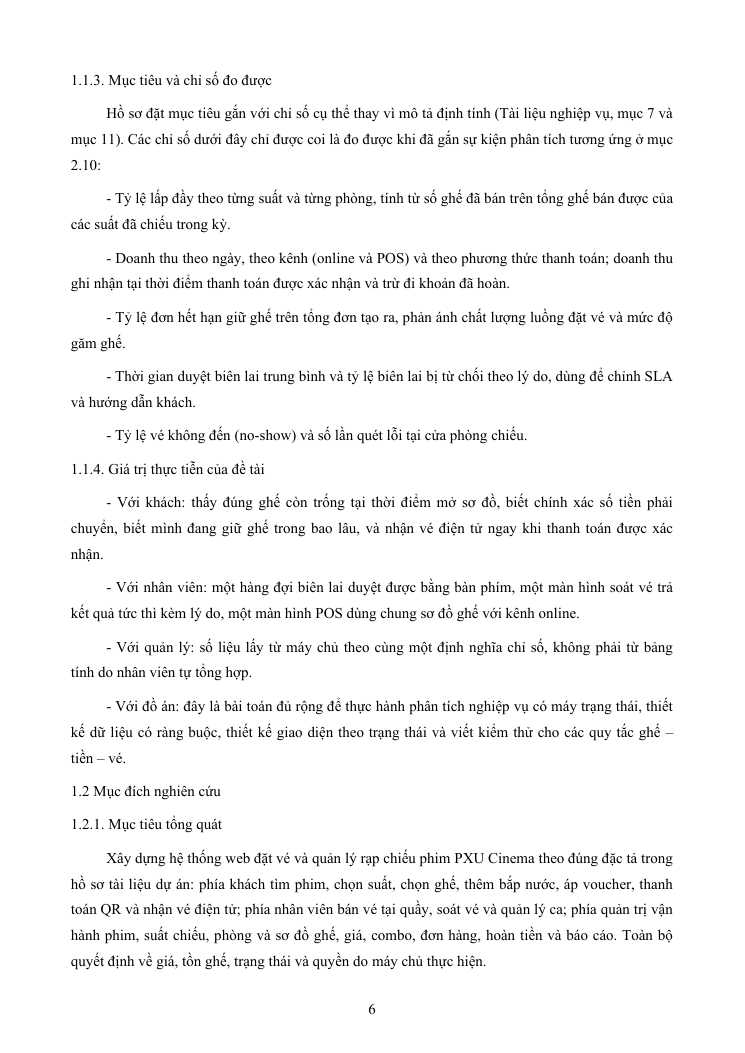 1.1.3. Mục tiêu và chỉ số đo được
Hồ sơ đặt mục tiêu gắn với chỉ số cụ thể thay vì mô tả định tính (Tài liệu nghiệp vụ, mục 7 và
mục 11). Các chỉ số dưới đây chỉ được coi là đo được khi đã gắn sự kiện phân tích tương ứng ở mục
2.10:
- Tỷ lệ lấp đầy theo từng suất và từng phòng, tính từ số ghế đã bán trên tổng ghế bán được của
các suất đã chiếu trong kỳ.
- Doanh thu theo ngày, theo kênh (online và POS) và theo phương thức thanh toán; doanh thu
ghi nhận tại thời điểm thanh toán được xác nhận và trừ đi khoản đã hoàn.
- Tỷ lệ đơn hết hạn giữ ghế trên tổng đơn tạo ra, phản ánh chất lượng luồng đặt vé và mức độ
găm ghế.
- Thời gian duyệt biên lai trung bình và tỷ lệ biên lai bị từ chối theo lý do, dùng để chỉnh SLA
và hướng dẫn khách.
- Tỷ lệ vé không đến (no-show) và số lần quét lỗi tại cửa phòng chiếu.
1.1.4. Giá trị thực tiễn của đề tài
- Với khách: thấy đúng ghế còn trống tại thời điểm mở sơ đồ, biết chính xác số tiền phải
chuyển, biết mình đang giữ ghế trong bao lâu, và nhận vé điện tử ngay khi thanh toán được xác
nhận.
- Với nhân viên: một hàng đợi biên lai duyệt được bằng bàn phím, một màn hình soát vé trả
kết quả tức thì kèm lý do, một màn hình POS dùng chung sơ đồ ghế với kênh online.
- Với quản lý: số liệu lấy từ máy chủ theo cùng một định nghĩa chỉ số, không phải từ bảng
tính do nhân viên tự tổng hợp.
- Với đồ án: đây là bài toán đủ rộng để thực hành phân tích nghiệp vụ có máy trạng thái, thiết
kế dữ liệu có ràng buộc, thiết kế giao diện theo trạng thái và viết kiểm thử cho các quy tắc ghế –
tiền – vé.
1.2 Mục đích nghiên cứu
1.2.1. Mục tiêu tổng quát
Xây dựng hệ thống web đặt vé và quản lý rạp chiếu phim PXU Cinema theo đúng đặc tả trong
hồ sơ tài liệu dự án: phía khách tìm phim, chọn suất, chọn ghế, thêm bắp nước, áp voucher, thanh
toán QR và nhận vé điện tử; phía nhân viên bán vé tại quầy, soát vé và quản lý ca; phía quản trị vận
hành phim, suất chiếu, phòng và sơ đồ ghế, giá, combo, đơn hàng, hoàn tiền và báo cáo. Toàn bộ
quyết định về giá, tồn ghế, trạng thái và quyền do máy chủ thực hiện.
6